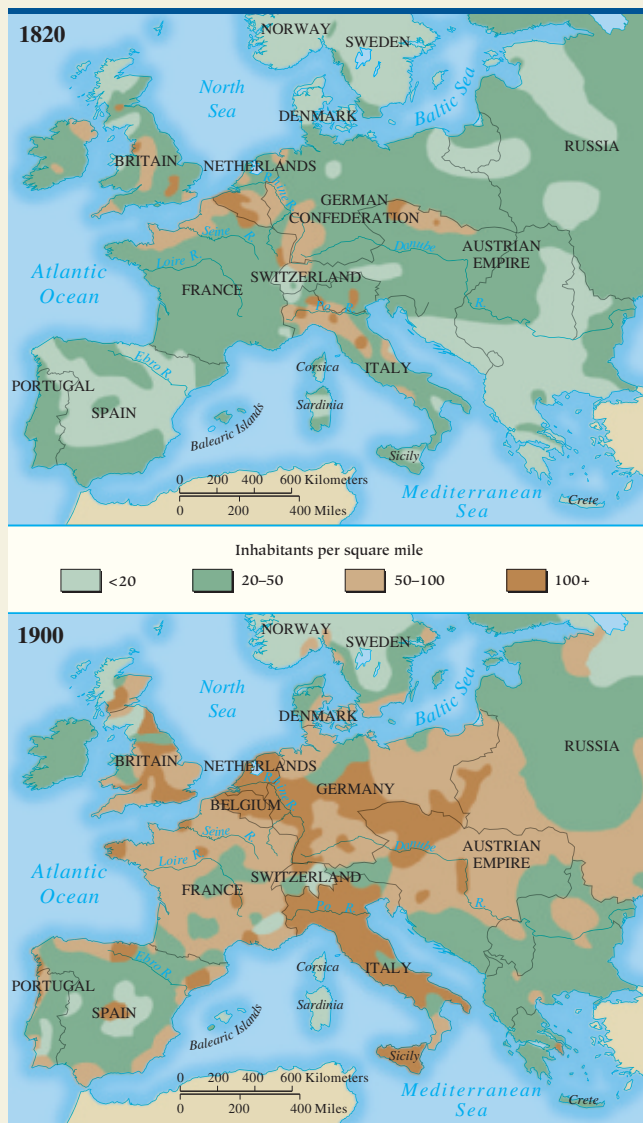 1820
NORWAY
SWEDEN
North
Sea
Baltic Sea
DENMARK
RUSSIA
BRITAIN
NETHERLANDS
GERMAN
CONFEDERATION
Seine R.
Loire R.
Danube
R.
AUSTRIAN
EMPIRE
Atlantic
Ocean
FRANCE
SWITZERLAND
Po R.
Ebro R.
Corsica
ITALY
PORTUGAL
SPAIN
Sardinia
Balearic Islands
Sicily
0 200 400 600 Kilometers
0 200 400 Miles
Mediterranean
Sea
Crete
Inhabitants per square mile
<20
20–50
50–100
100+
1900
NORWAY
SWEDEN
North
Sea
Baltic Sea
DENMARK
RUSSIA
BRITAIN
NETHERLANDS
GERMANY
BELGIUM
Seine R.
Loire R.
Danube
R.
AUSTRIAN
EMPIRE
Atlantic
Ocean
FRANCE
SWITZERLAND
Po R.
Ebro R.
Corsica
ITALY
PORTUGAL
SPAIN
Sardinia
Balearic Islands
Sicily
0 200 400 600 Kilometers
0 200 400 Miles
Mediterranean
Sea
Crete